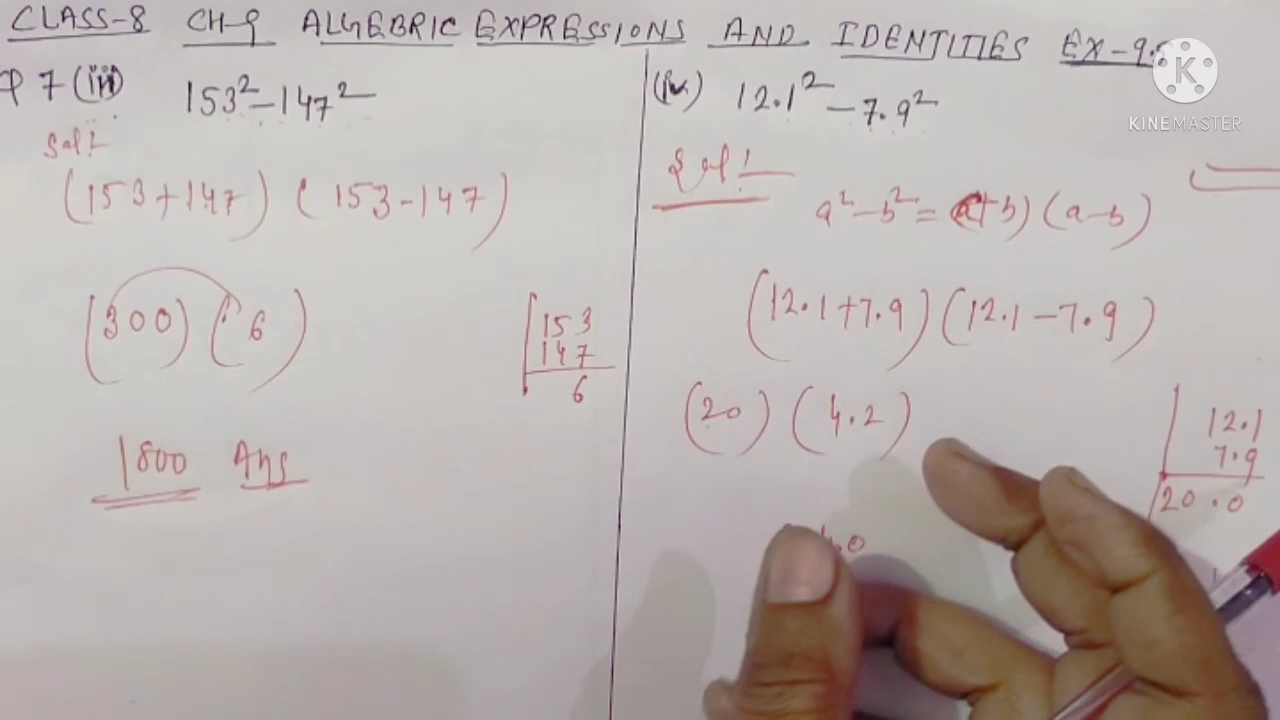 CLASS-8 CH-9 ALGEBRIC EXPRESSIONS AND IDENTITIES EX-9.5
KINEMASTER
7(iii) 153²-147²
Sol!
(153+147) (153-147)
(300) (6)
153
147
6
1800 Ans
(iv) 12.1²-7.9²
Sol!
a²-b²=(a+b)(a-b)
(12.1+7.9)(12.1-7.9)
(20) (4.2)
12.1
7.9
20.0